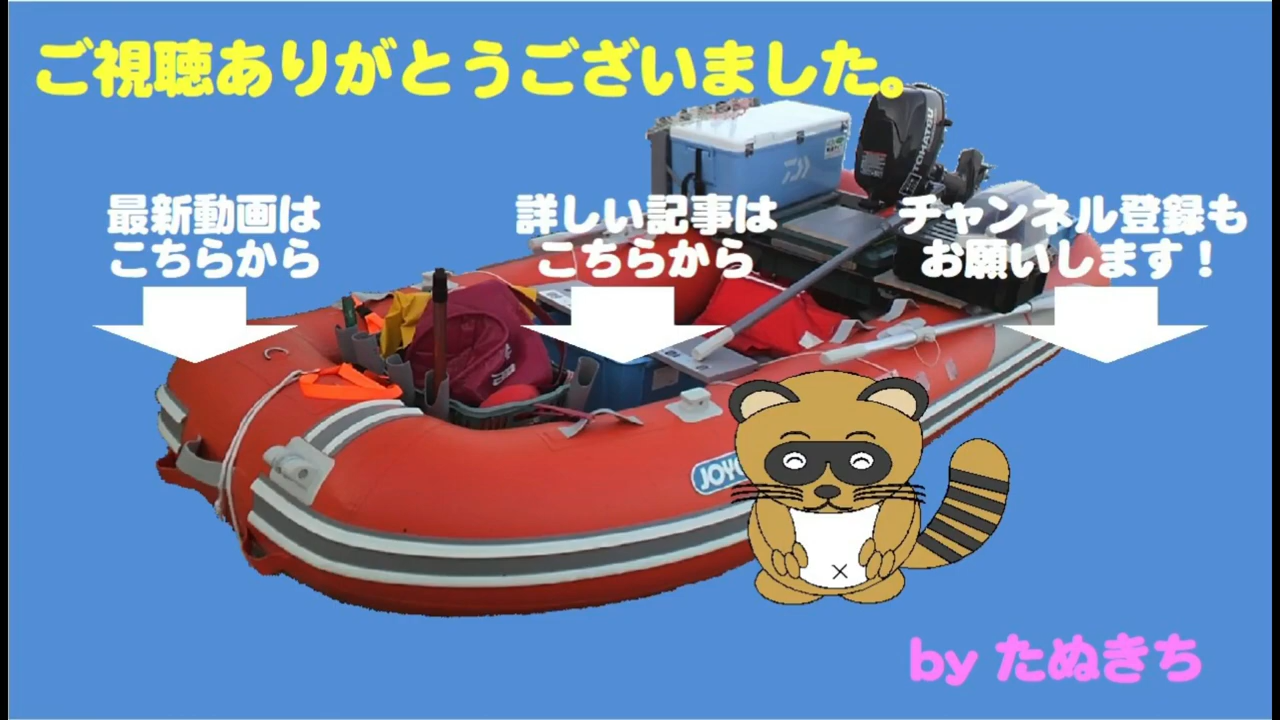 ご視聴ありがとうございました。
最新動画は
こちらから
詳しい記事は
こちらから
チャンネル登録も
お願いします！
TOHATSU
by たぬきち